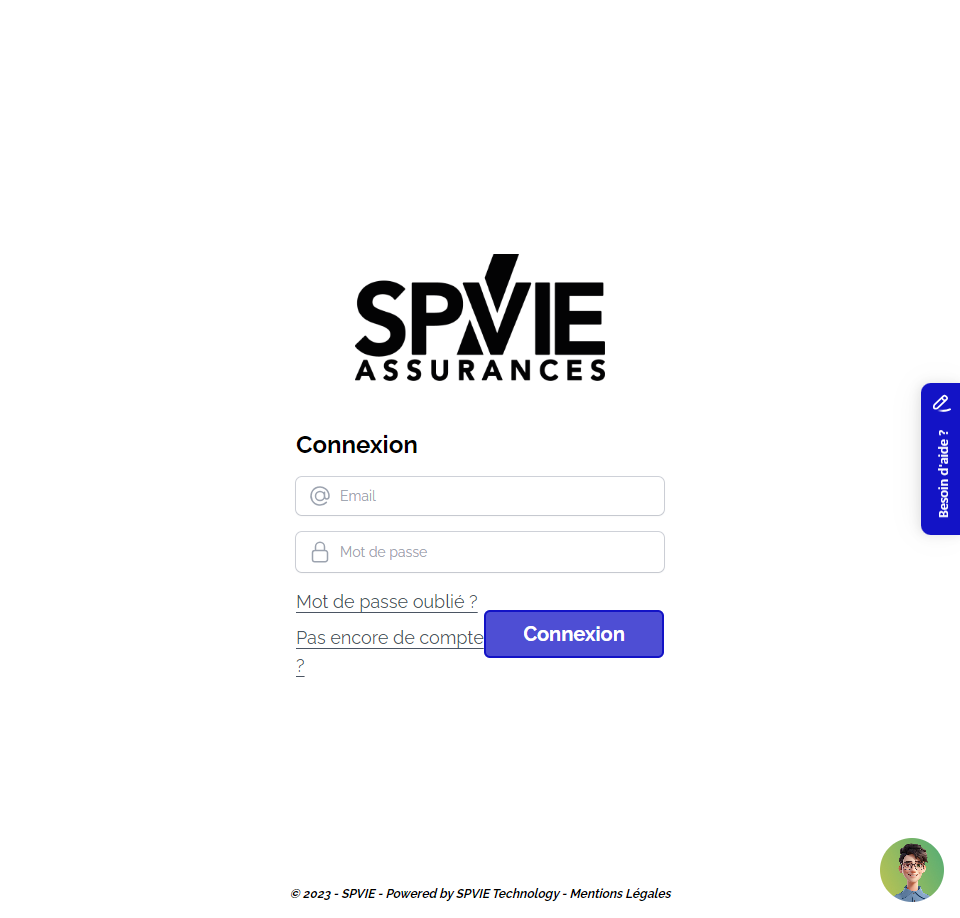 SPVIE
ASSURANCES
Connexion
Email
Mot de passe
Mot de passe oublié ?
Pas encore de compte
?
Connexion
Besoin d'aide ?
© 2023 - SPVIE - Powered by SPVIE Technology - Mentions Légales